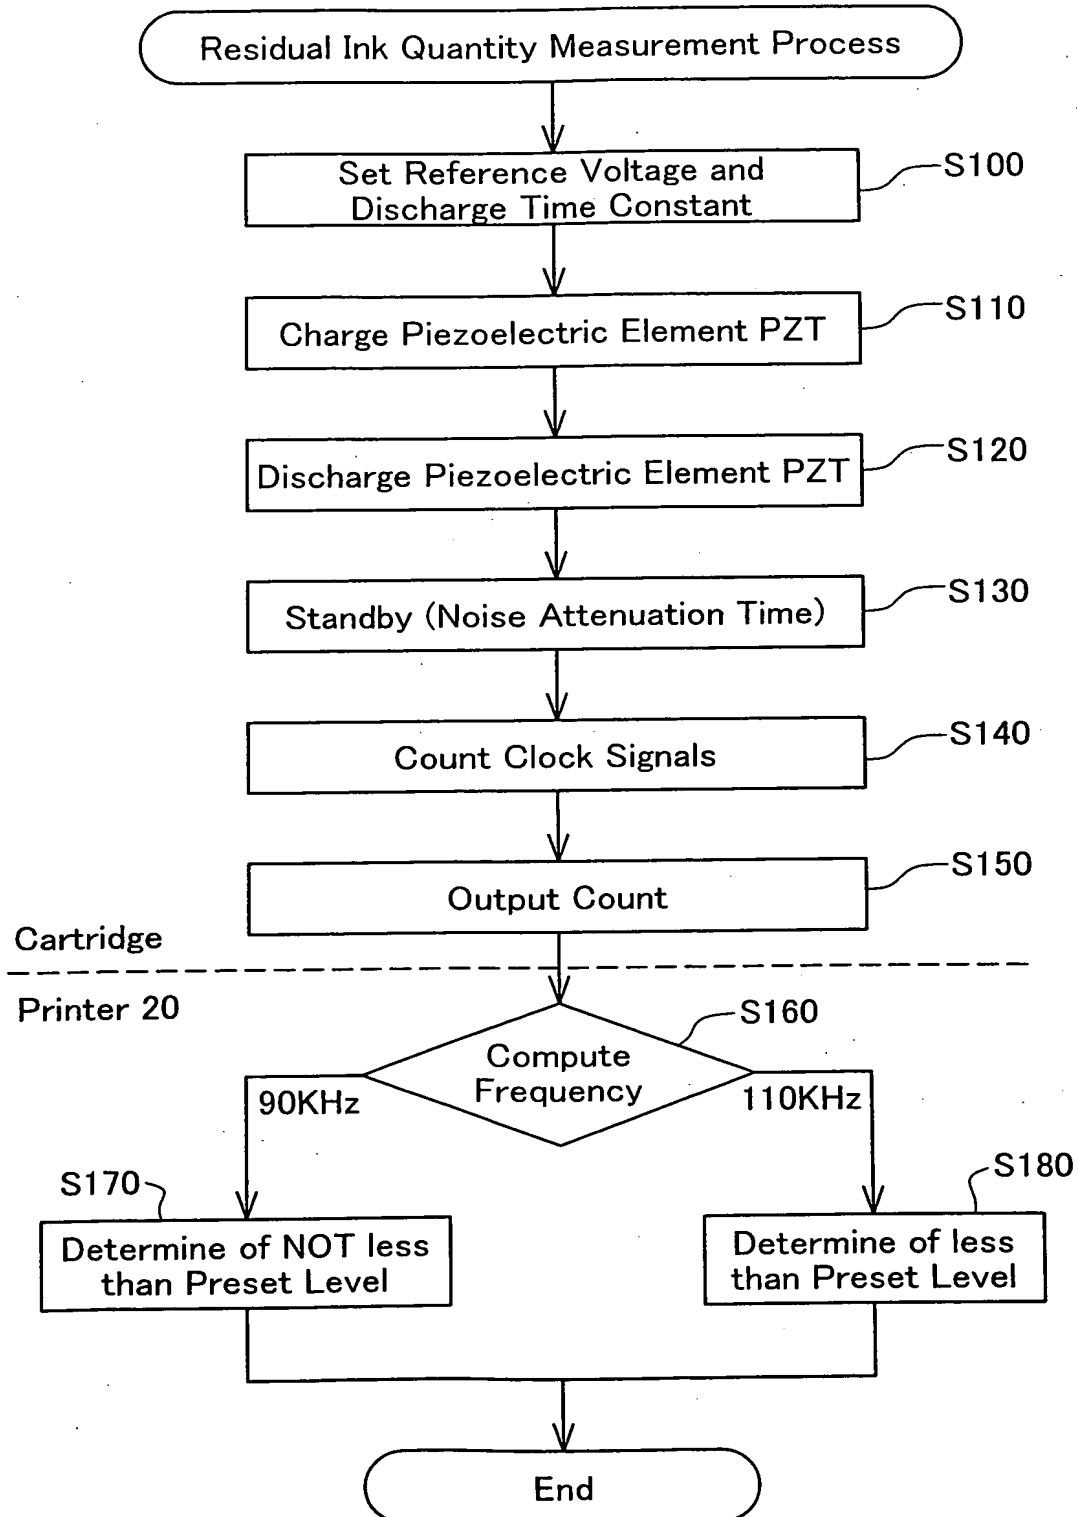 Residual Ink Quantity Measurement Process
Set Reference Voltage and
Discharge Time Constant
S100
Charge Piezoelectric Element PZT
S110
Discharge Piezoelectric Element PZT
S120
Standby (Noise Attenuation Time)
S130
Count Clock Signals
S140
Output Count
S150
Cartridge
Printer 20
S160
Compute
Frequency
90KHz
110KHz
S170
S180
Determine of NOT less
than Preset Level
Determine of less
than Preset Level
End